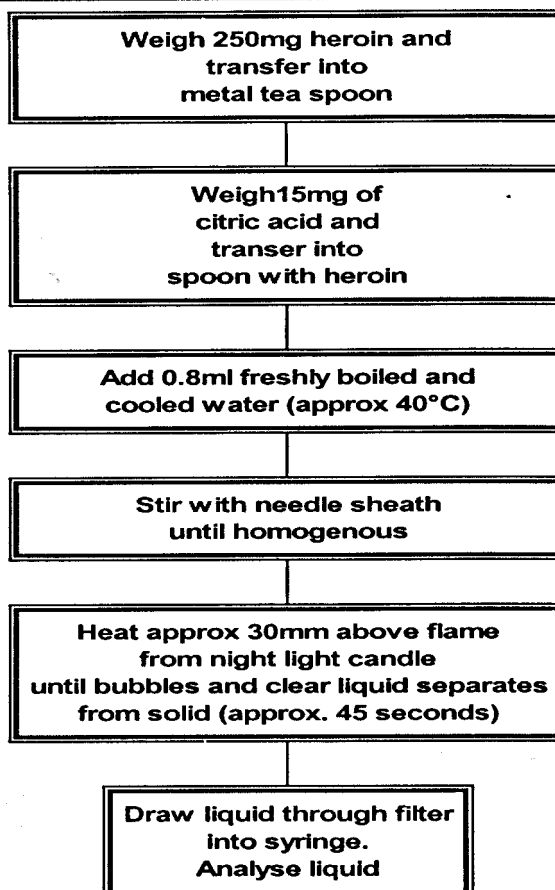 Weigh 250mg heroin and
transfer into
metal tea spoon
Weigh15mg of
citric acid and
transer into
spoon with heroin
Add 0.8ml freshly boiled and
cooled water (approx 40°C)
Stir with needle sheath
until homogenous
Heat approx 30mm above flame
from night light candle
until bubbles and clear liquid separates
from solid (approx. 45 seconds)
Draw liquid through filter
into syringe.
Analyse liquid